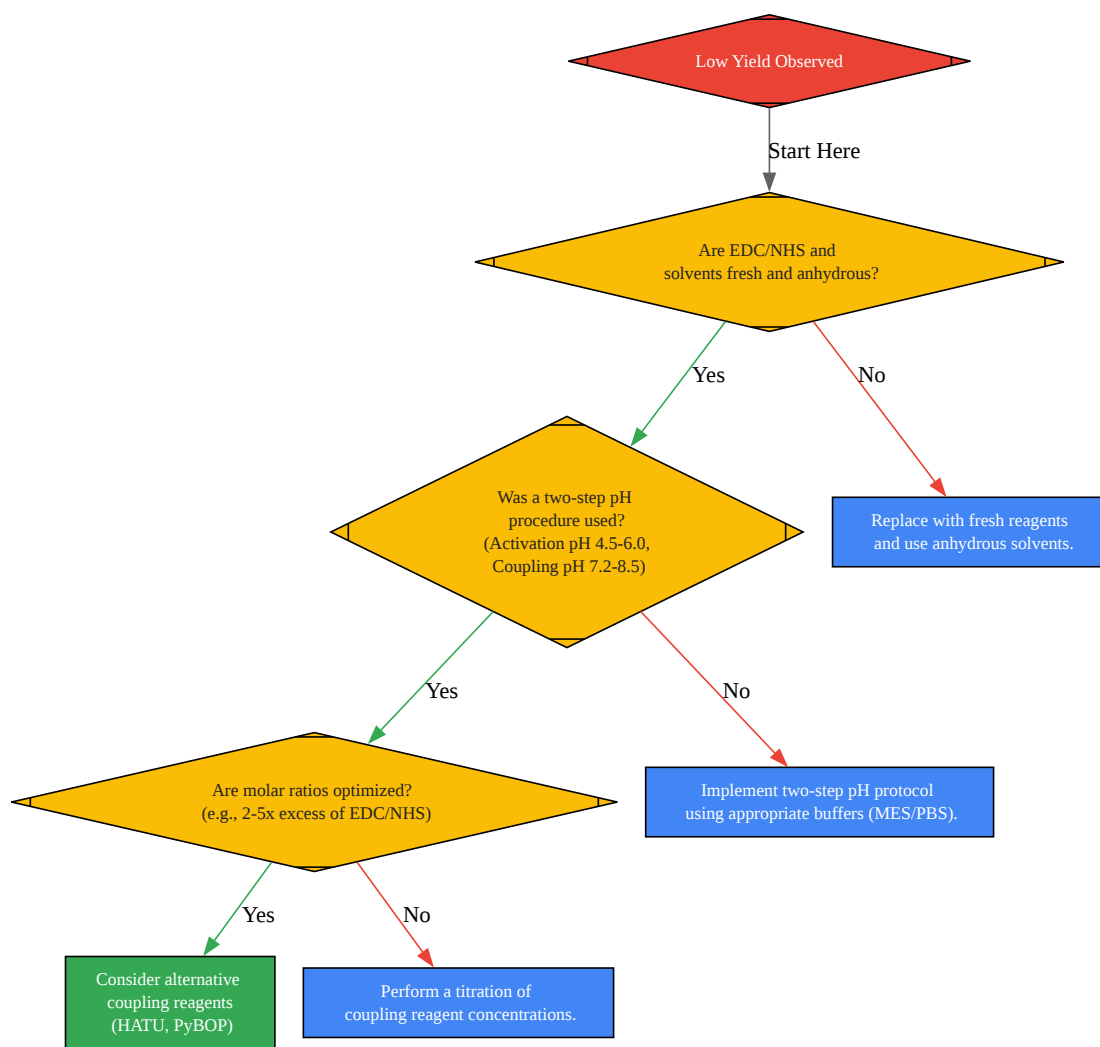 Low Yield Observed
Start Here
Are EDC/NHS and
solvents fresh and anhydrous?
Yes
No
Was a two-step pH
procedure used?
(Activation pH 4.5-6.0,
Coupling pH 7.2-8.5)
Replace with fresh reagents
and use anhydrous solvents.
Yes
No
Are molar ratios optimized?
(e.g., 2-5x excess of EDC/NHS)
Implement two-step pH protocol
using appropriate buffers (MES/PBS).
Yes
No
Consider alternative
coupling reagents
(HATU, PyBOP)
Perform a titration of
coupling reagent concentrations.